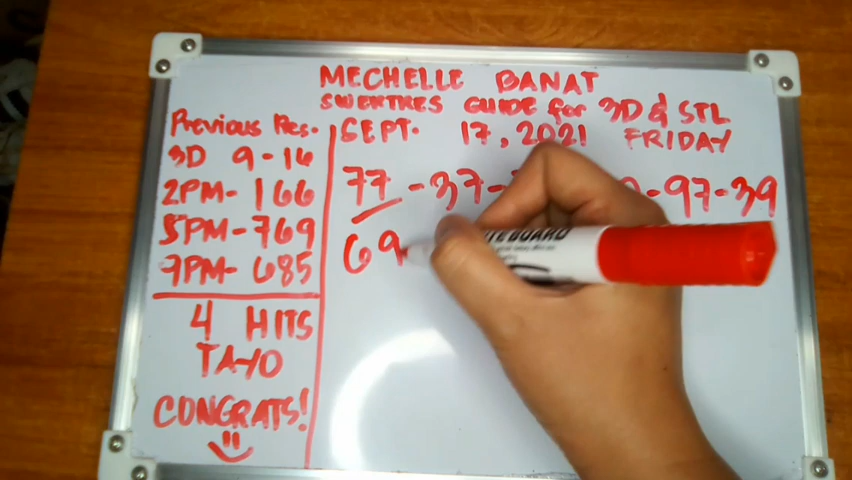 MECHELLE BANAT
SWERTRES GUIDE for 3D & STL
SEPT. 17, 2021 FRIDAY
Previous Res.
3D 9-16
2PM- 166
5PM- 769
7PM- 685
4 HITS
TAYO
CONGRATS!
77 - 37 - - 97 - 39
69
WHITEBOARD